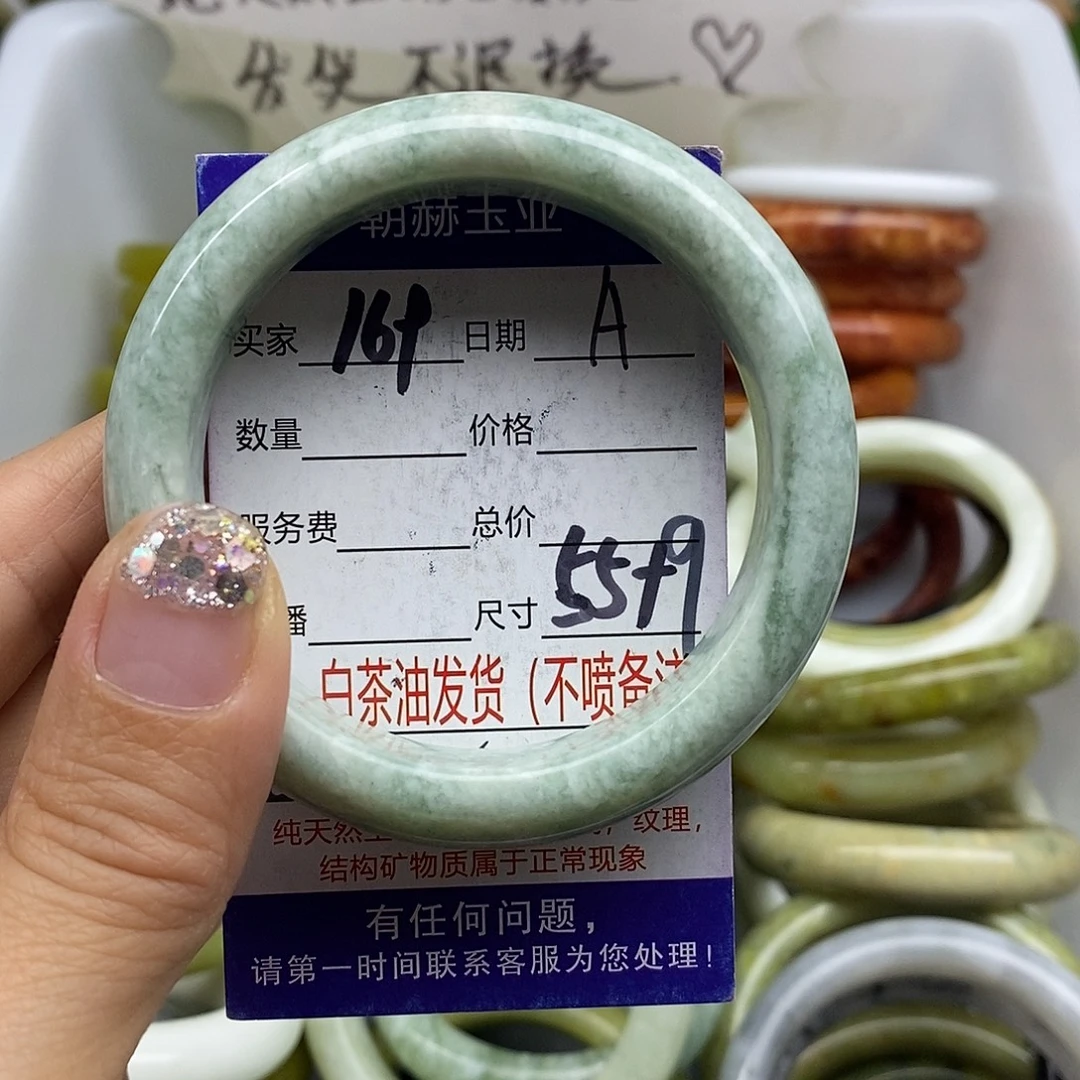 不退换
朝赫玉业
买家 16f 日期 A
数量 价格
服务费 总价
播 尺寸 55f9
白茶油发货（不喷备注
纯天然 纹理，
结构矿物质属于正常现象
有任何问题，
请第一时间联系客服为您处理！